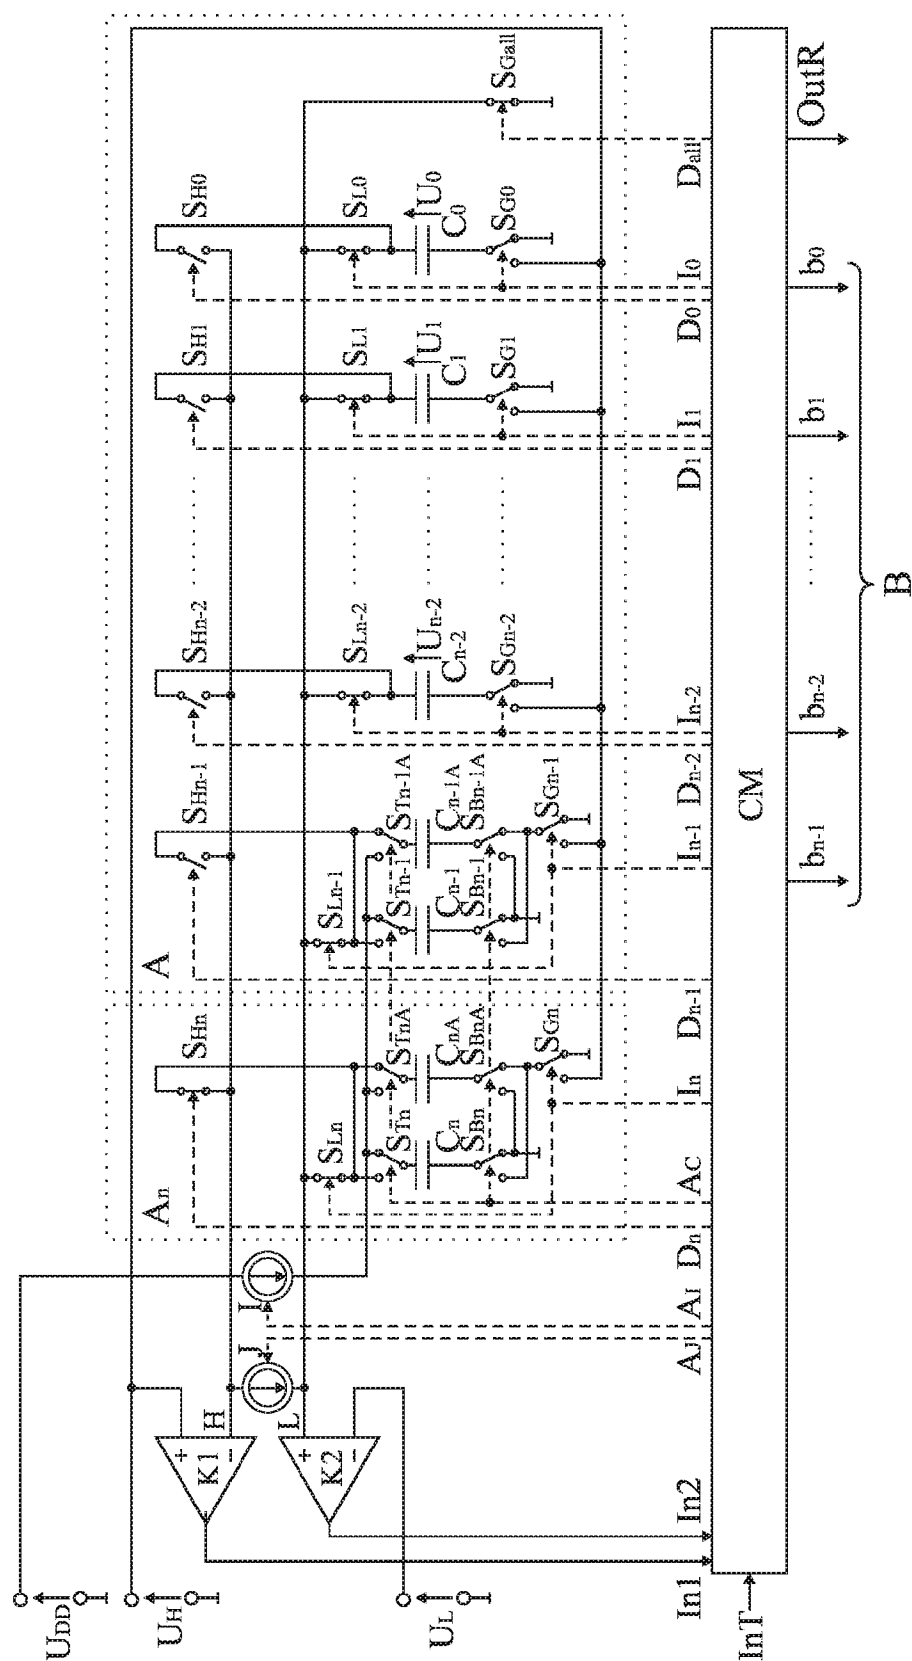 UDD
UH
UL
InT
In1
In2
K1
K2
+
−
+
−
H
L
J
I
AJ
AI
Dn
AC
In
Dn-1
In-1
Dn-2
In-2
D1
I1
D0
I0
Dall
An
A
SHn
SHn-1
SHn-2
SH1
SH0
SLn
SLn-1
SLn-2
SL1
SL0
STn
STnA
STn-1
STn-1A
Cn
CnA
Cn-1
Cn-1A
Un-2
Cn-2
U1
C1
U0
C0
SBn
SBnA
SBn-1
SBn-1A
SGn
SGn-1
SGn-2
SG1
SG0
SGall
CM
bn-1
bn-2
b1
b0
OutR
B